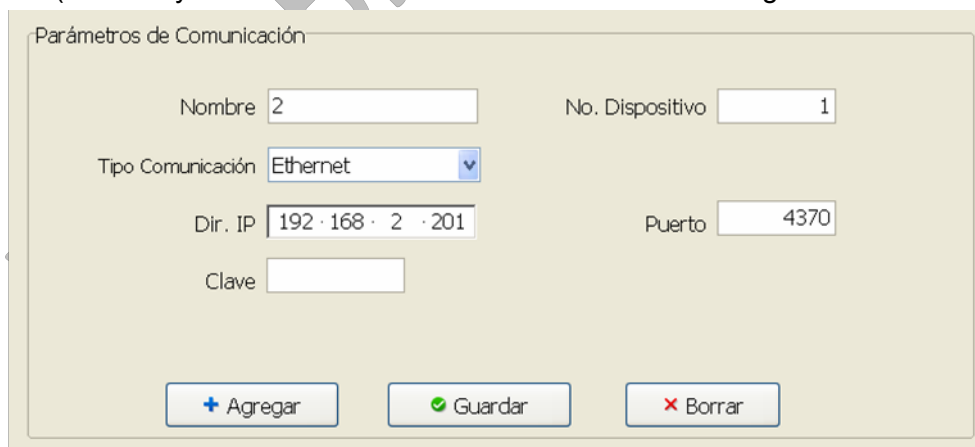 Parámetros de Comunicación
Nombre 2 No. Dispositivo 1
Tipo Comunicación Ethernet
Dir. IP 192 · 168 · 2 · 201 Puerto 4370
Clave
Agregar Guardar Borrar